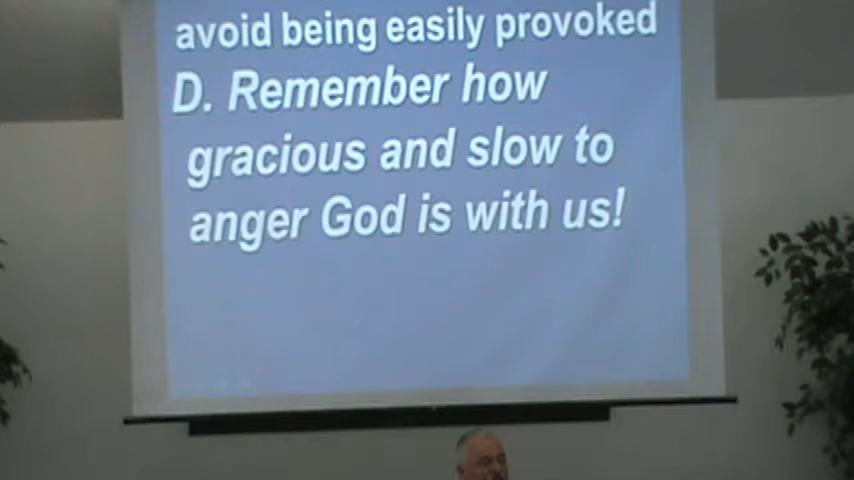 avoid being easily provoked
D. Remember how
gracious and slow to
anger God is with us!